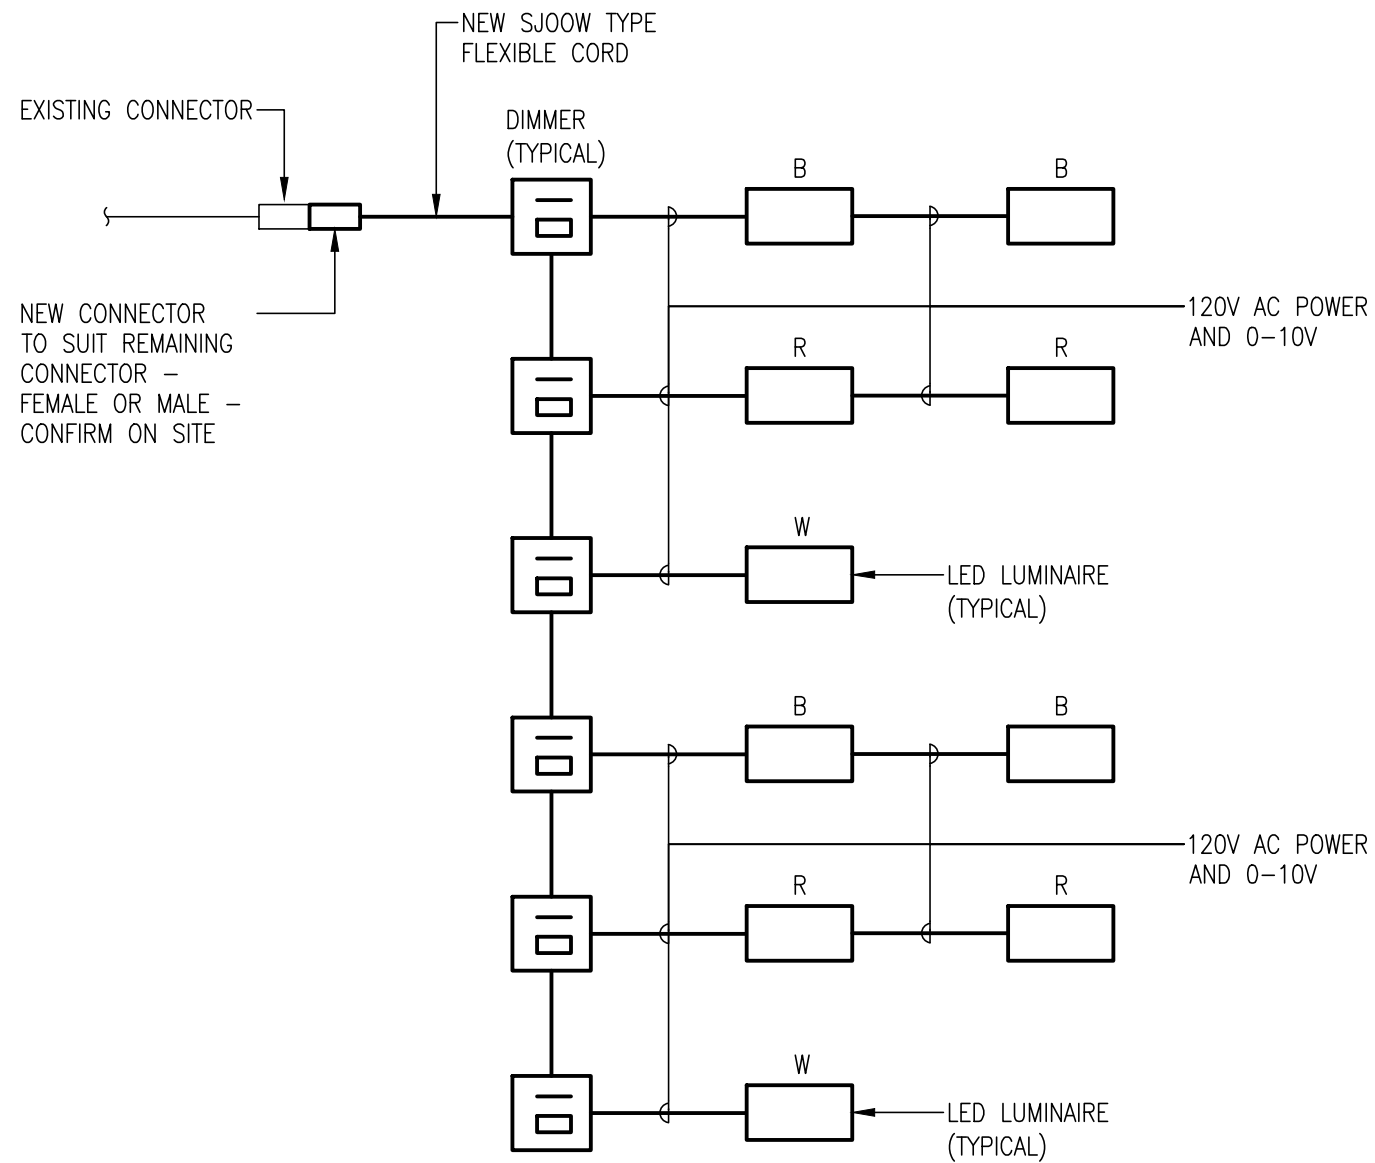 NEW SJOOW TYPE
FLEXIBLE CORD
EXISTING CONNECTOR
DIMMER
(TYPICAL)
B
B
NEW CONNECTOR
TO SUIT REMAINING
CONNECTOR –
FEMALE OR MALE –
CONFIRM ON SITE
120V AC POWER
AND 0–10V
R
R
W
LED LUMINAIRE
(TYPICAL)
B
B
120V AC POWER
AND 0–10V
R
R
W
LED LUMINAIRE
(TYPICAL)